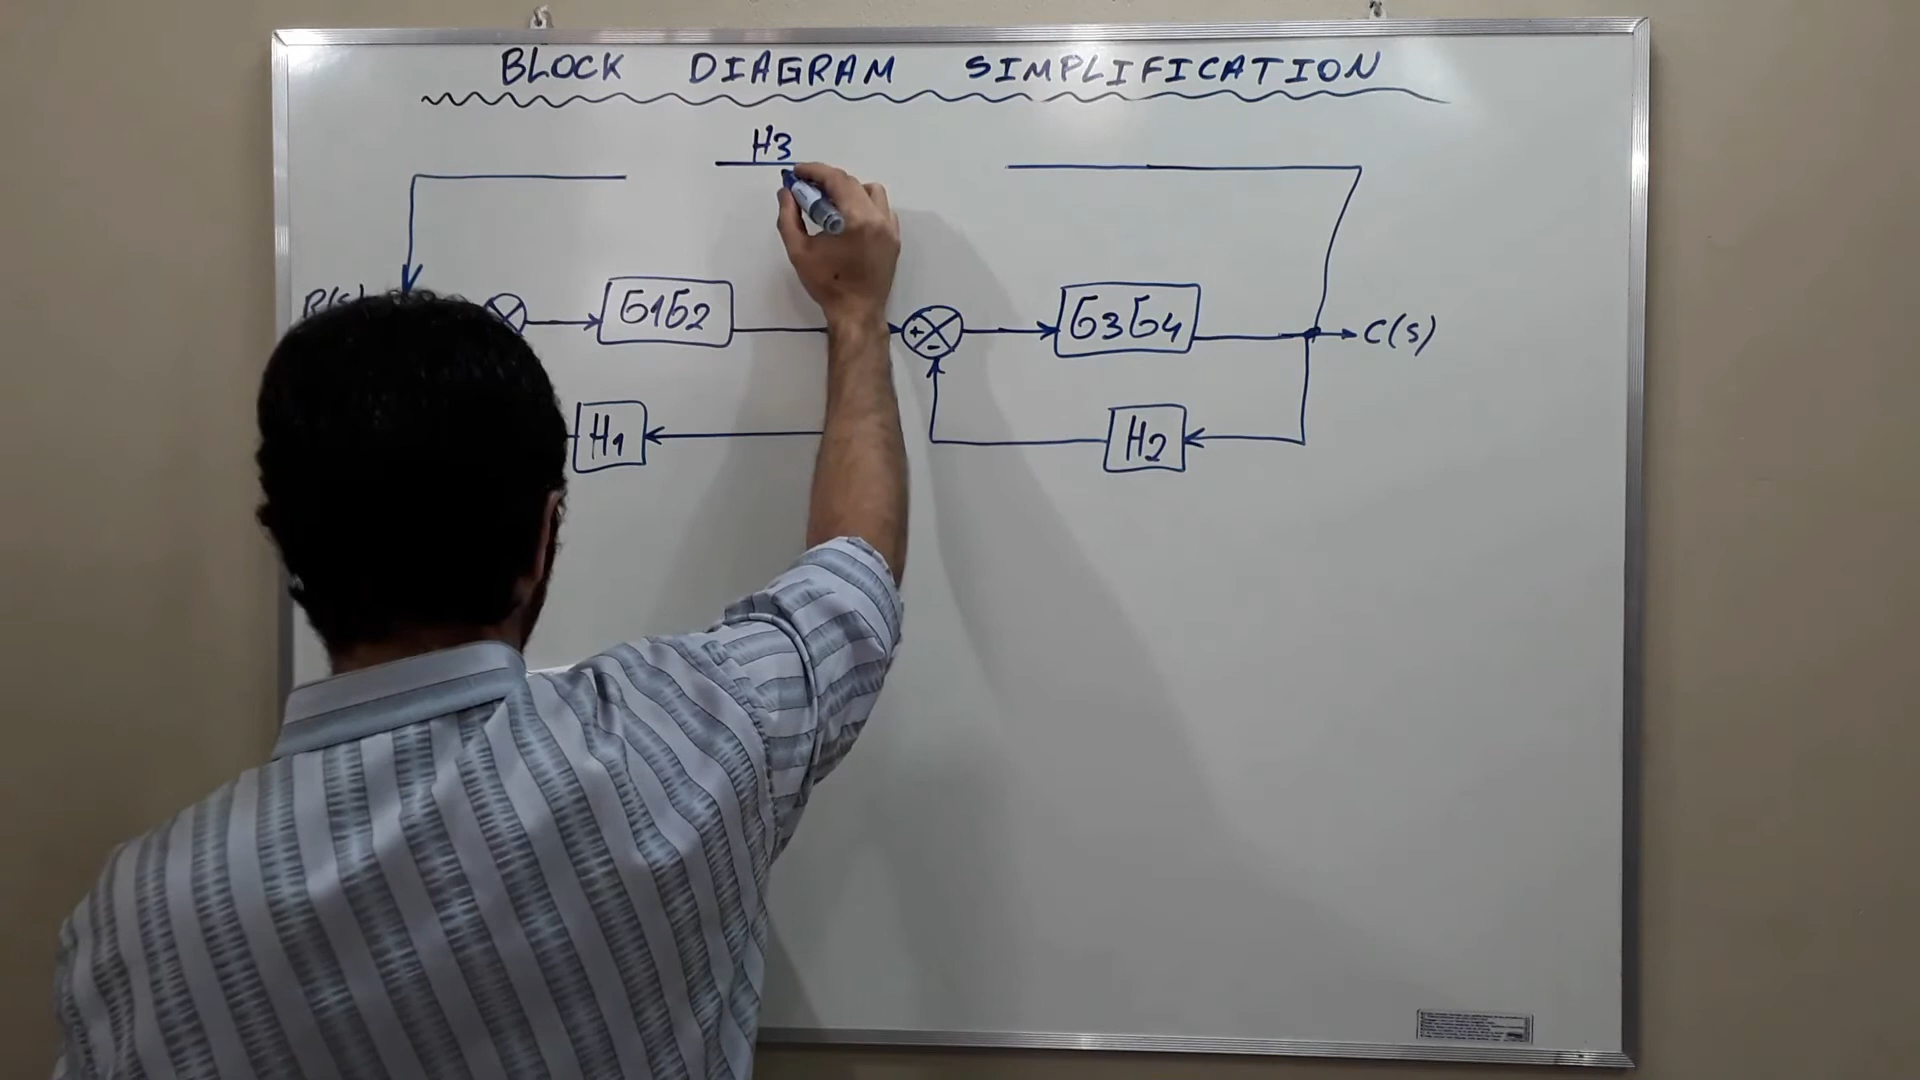 BLOCK DIAGRAM SIMPLIFICATION
H3
R(s)
G1G2
+
-
G3G4
C(s)
H1
H2